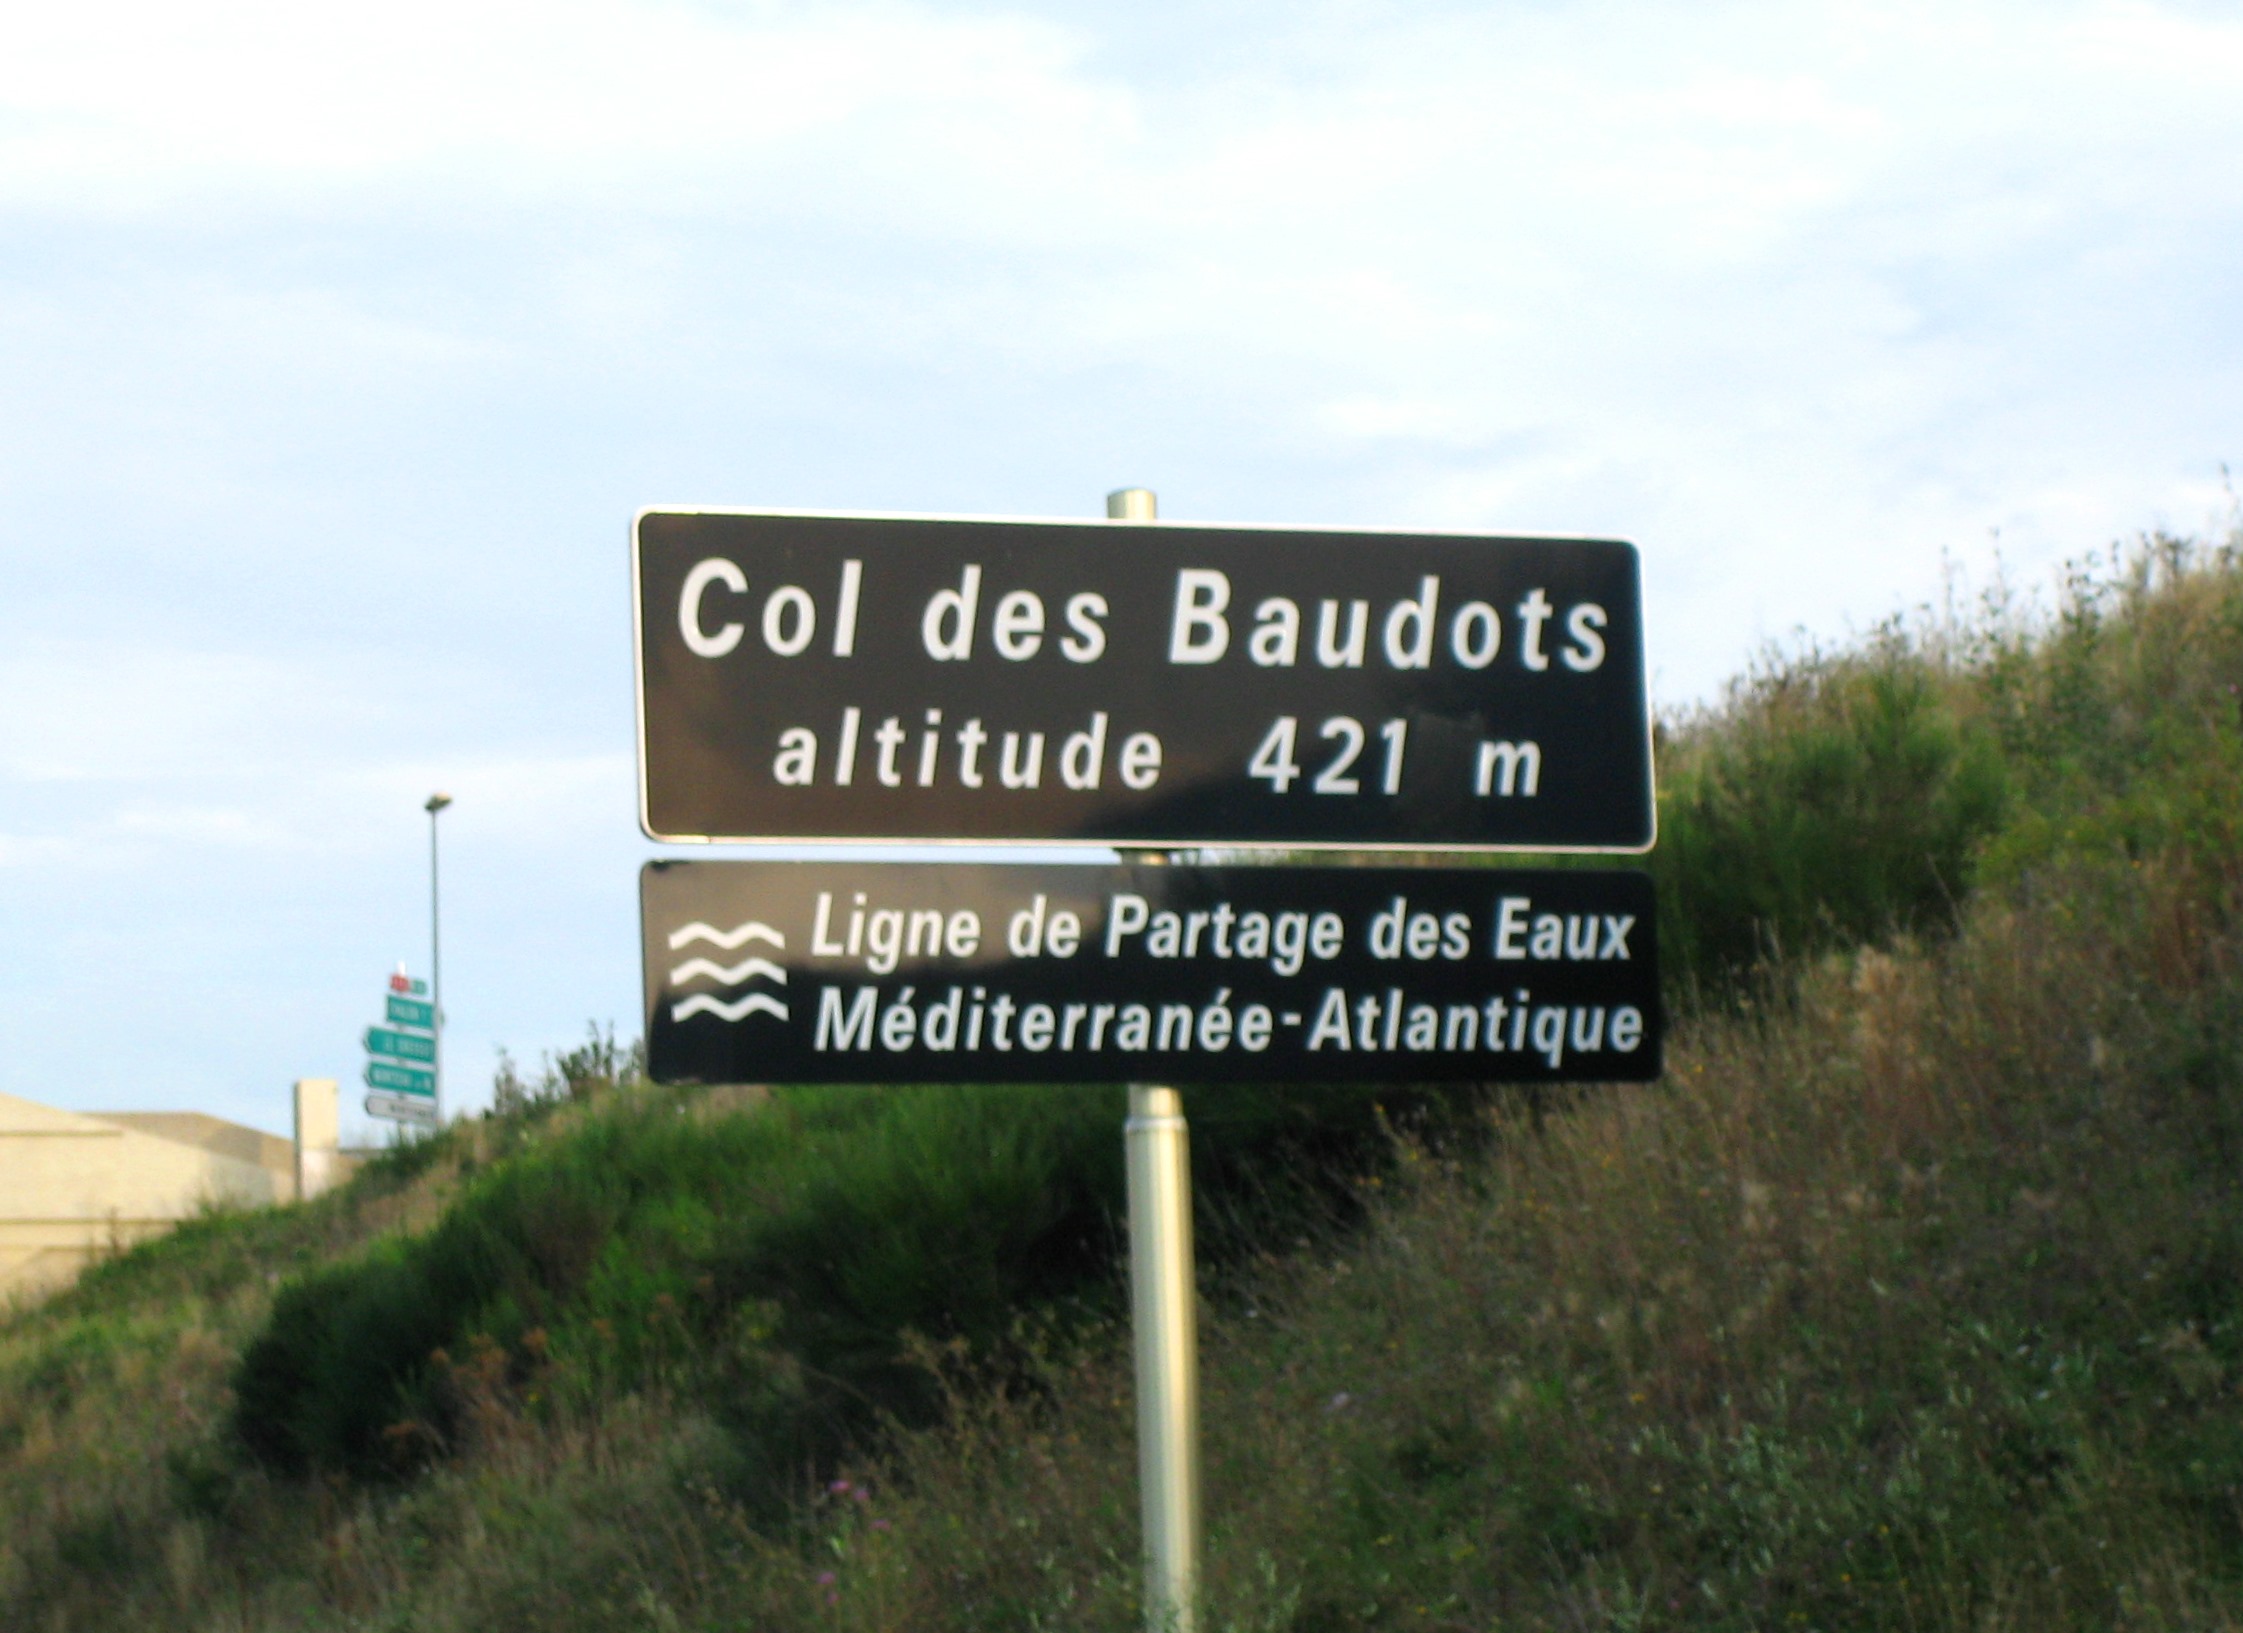 Col des Baudots
altitude 421 m
Ligne de Partage des Eaux
Méditerranée-Atlantique